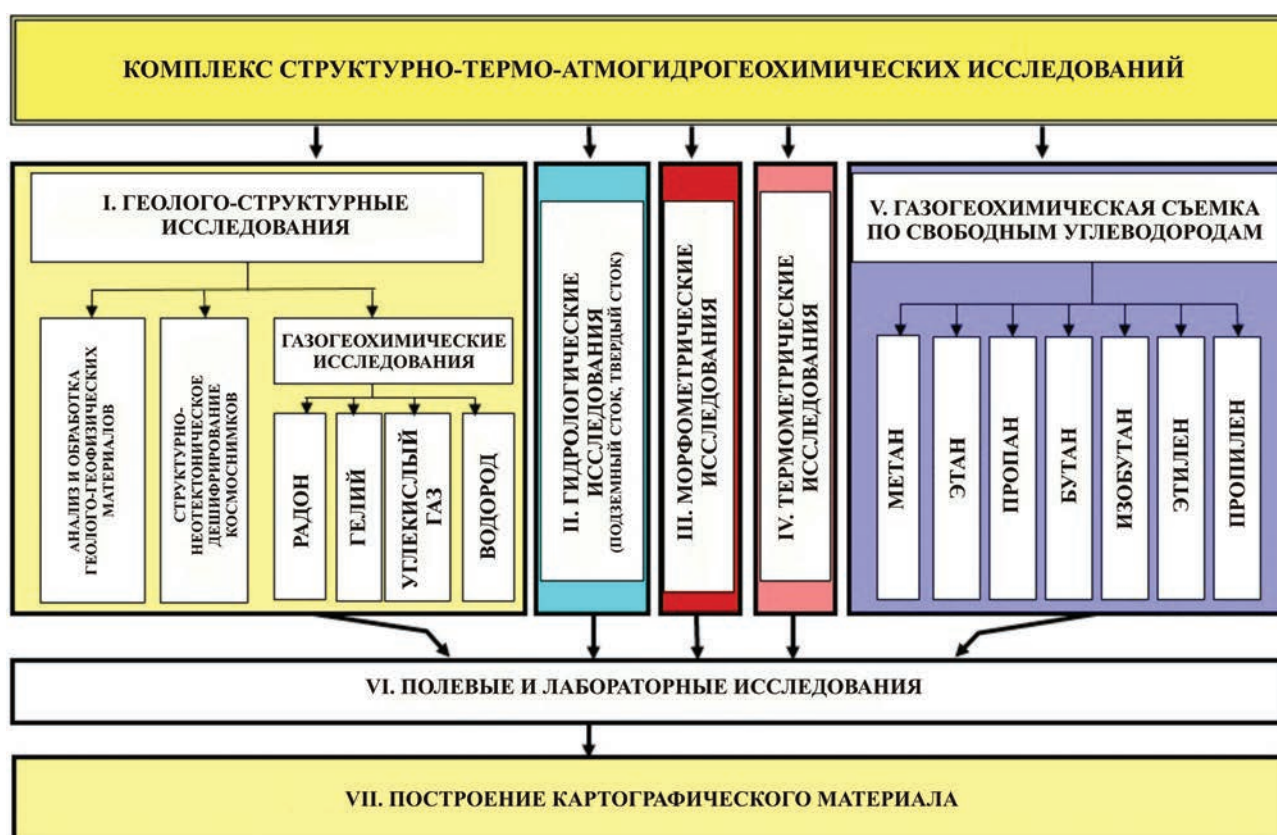 КОМПЛЕКС СТРУКТУРНО-ТЕРМО-АТМОГИДРОГЕОХИМИЧЕСКИХ ИССЛЕДОВАНИЙ
I. ГЕОЛОГО-СТРУКТУРНЫЕ
ИССЛЕДОВАНИЯ
АНАЛИЗ И ОБРАБОТКА
ГЕОЛОГО-ГЕОФИЗИЧЕСКИХ
МАТЕРИАЛОВ
СТРУКТУРНО-
НЕОТЕКТОНИЧЕСКОЕ
ДЕШИФРИРОВАНИЕ
КОСМОСНИМКОВ
ГАЗОГЕОХИМИЧЕСКИЕ
ИССЛЕДОВАНИЯ
РАДОН
ГЕЛИЙ
УГЛЕКИСЛЫЙ
ГАЗ
ВОДОРОД
II. ГИДРОЛОГИЧЕСКИЕ
ИССЛЕДОВАНИЯ
(ПОДЗЕМНЫЙ СТОК, ТВЕРДЫЙ СТОК)
III. МОРФОМЕТРИЧЕСКИЕ
ИССЛЕДОВАНИЯ
IV. ТЕРМОМЕТРИЧЕСКИЕ
ИССЛЕДОВАНИЯ
V. ГАЗОГЕОХИМИЧЕСКАЯ СЪЕМКА
ПО СВОБОДНЫМ УГЛЕВОДОРОДАМ
МЕТАН
ЭТАН
ПРОПАН
БУТАН
ИЗОБУТАН
ЭТИЛЕН
ПРОПИЛЕН
VI. ПОЛЕВЫЕ И ЛАБОРАТОРНЫЕ ИССЛЕДОВАНИЯ
VII. ПОСТРОЕНИЕ КАРТОГРАФИЧЕСКОГО МАТЕРИАЛА